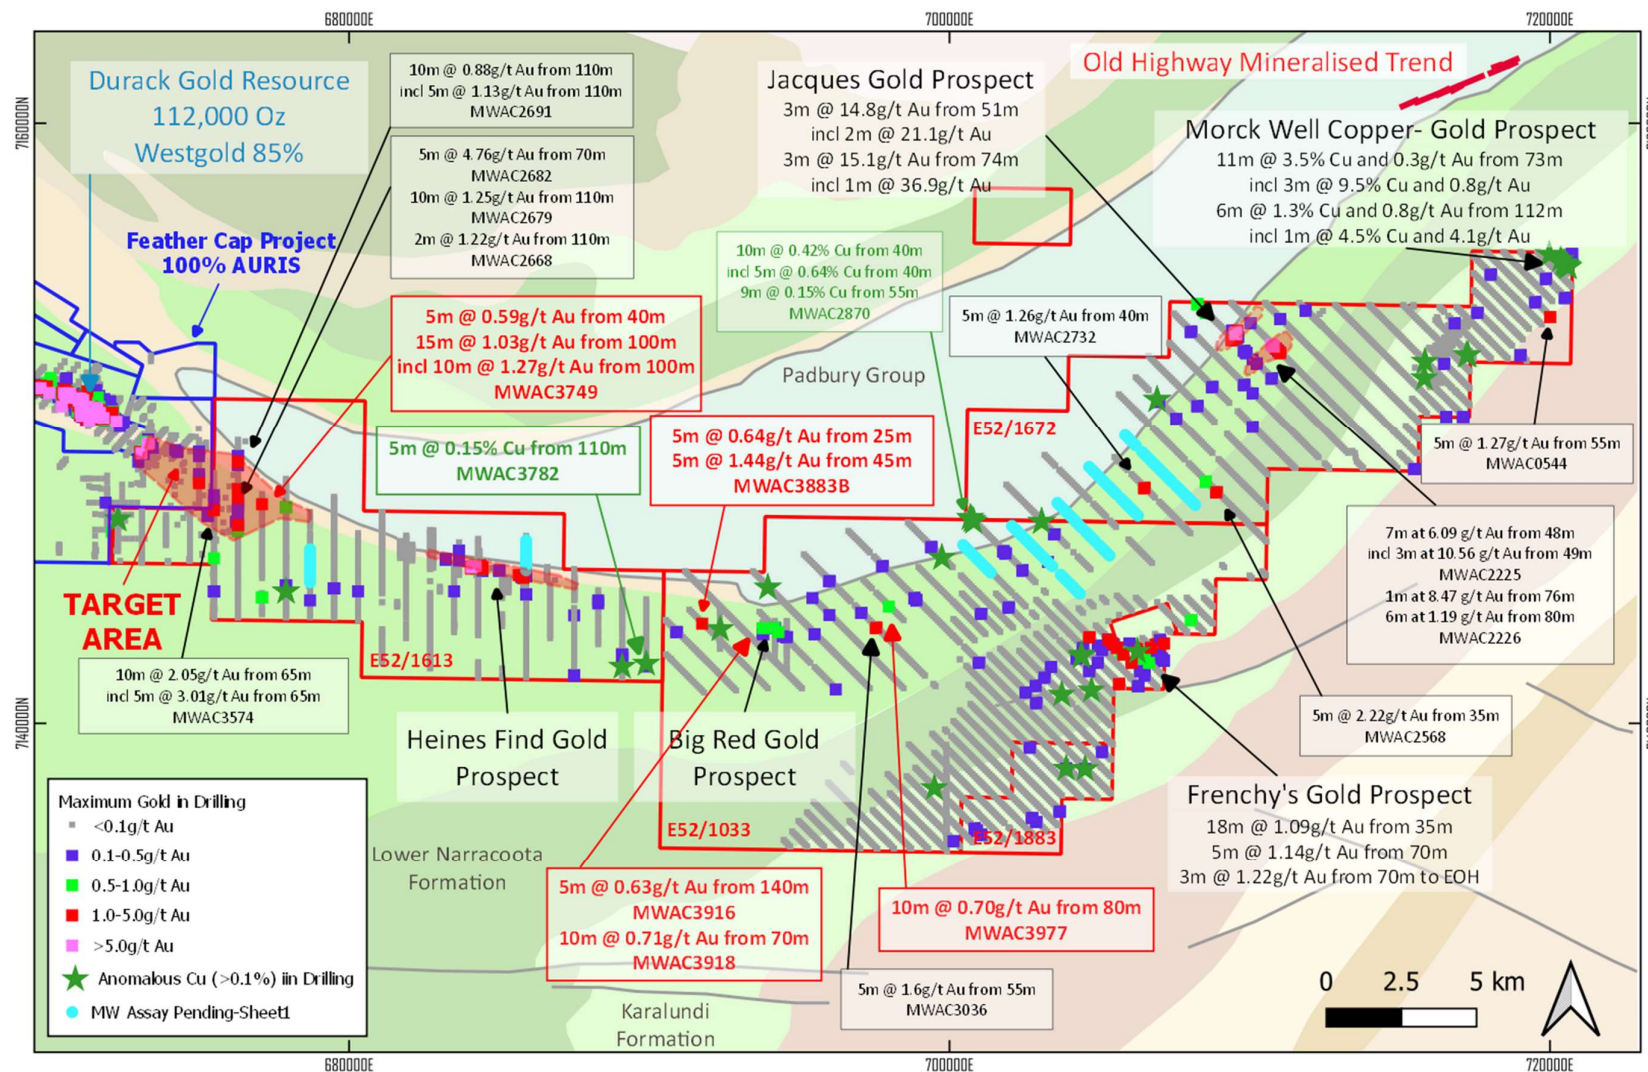 680000E
700000E
720000E
7160000N
7140000N
Durack Gold Resource
112,000 Oz
Westgold 85%
10m @ 0.88g/t Au from 110m
incl 5m @ 1.13g/t Au from 110m
MWAC2691
5m @ 4.76g/t Au from 70m
MWAC2682
10m @ 1.25g/t Au from 110m
MWAC2679
2m @ 1.22g/t Au from 110m
MWAC2668
Jacques Gold Prospect
3m @ 14.8g/t Au from 51m
incl 2m @ 21.1g/t Au
3m @ 15.1g/t Au from 74m
incl 1m @ 36.9g/t Au
Old Highway Mineralised Trend
Morck Well Copper- Gold Prospect
11m @ 3.5% Cu and 0.3g/t Au from 73m
incl 3m @ 9.5% Cu and 0.8g/t Au
6m @ 1.3% Cu and 0.8g/t Au from 112m
incl 1m @ 4.5% Cu and 4.1g/t Au
Feather Cap Project
100% AURIS
10m @ 0.42% Cu from 40m
incl 5m @ 0.64% Cu from 40m
9m @ 0.15% Cu from 55m
MWAC2870
5m @ 0.59g/t Au from 40m
15m @ 1.03g/t Au from 100m
incl 10m @ 1.27g/t Au from 100m
MWAC3749
5m @ 1.26g/t Au from 40m
MWAC2732
Padbury Group
5m @ 0.15% Cu from 110m
MWAC3782
5m @ 0.64g/t Au from 25m
5m @ 1.44g/t Au from 45m
MWAC3883B
E52/1672
5m @ 1.27g/t Au from 55m
MWAC0544
7m at 6.09 g/t Au from 48m
incl 3m at 10.56 g/t Au from 49m
MWAC2225
1m at 8.47 g/t Au from 76m
6m at 1.19 g/t Au from 80m
MWAC2226
TARGET
AREA
E52/1613
10m @ 2.05g/t Au from 65m
incl 5m @ 3.01g/t Au from 65m
MWAC3574
5m @ 2.22g/t Au from 35m
MWAC2568
Heines Find Gold
Prospect
Big Red Gold
Prospect
Frenchy's Gold Prospect
18m @ 1.09g/t Au from 35m
5m @ 1.14g/t Au from 70m
3m @ 1.22g/t Au from 70m to EOH
E52/1033
E52/1883
Lower Narracoota
Formation
5m @ 0.63g/t Au from 140m
MWAC3916
10m @ 0.71g/t Au from 70m
MWAC3918
10m @ 0.70g/t Au from 80m
MWAC3977
5m @ 1.6g/t Au from 55m
MWAC3036
Karalundi
Formation
Maximum Gold in Drilling
<0.1g/t Au
0.1-0.5g/t Au
0.5-1.0g/t Au
1.0-5.0g/t Au
>5.0g/t Au
Anomalous Cu (>0.1%) iin Drilling
MW Assay Pending-Sheet1
0 2.5 5 km
680000E
700000E
720000E